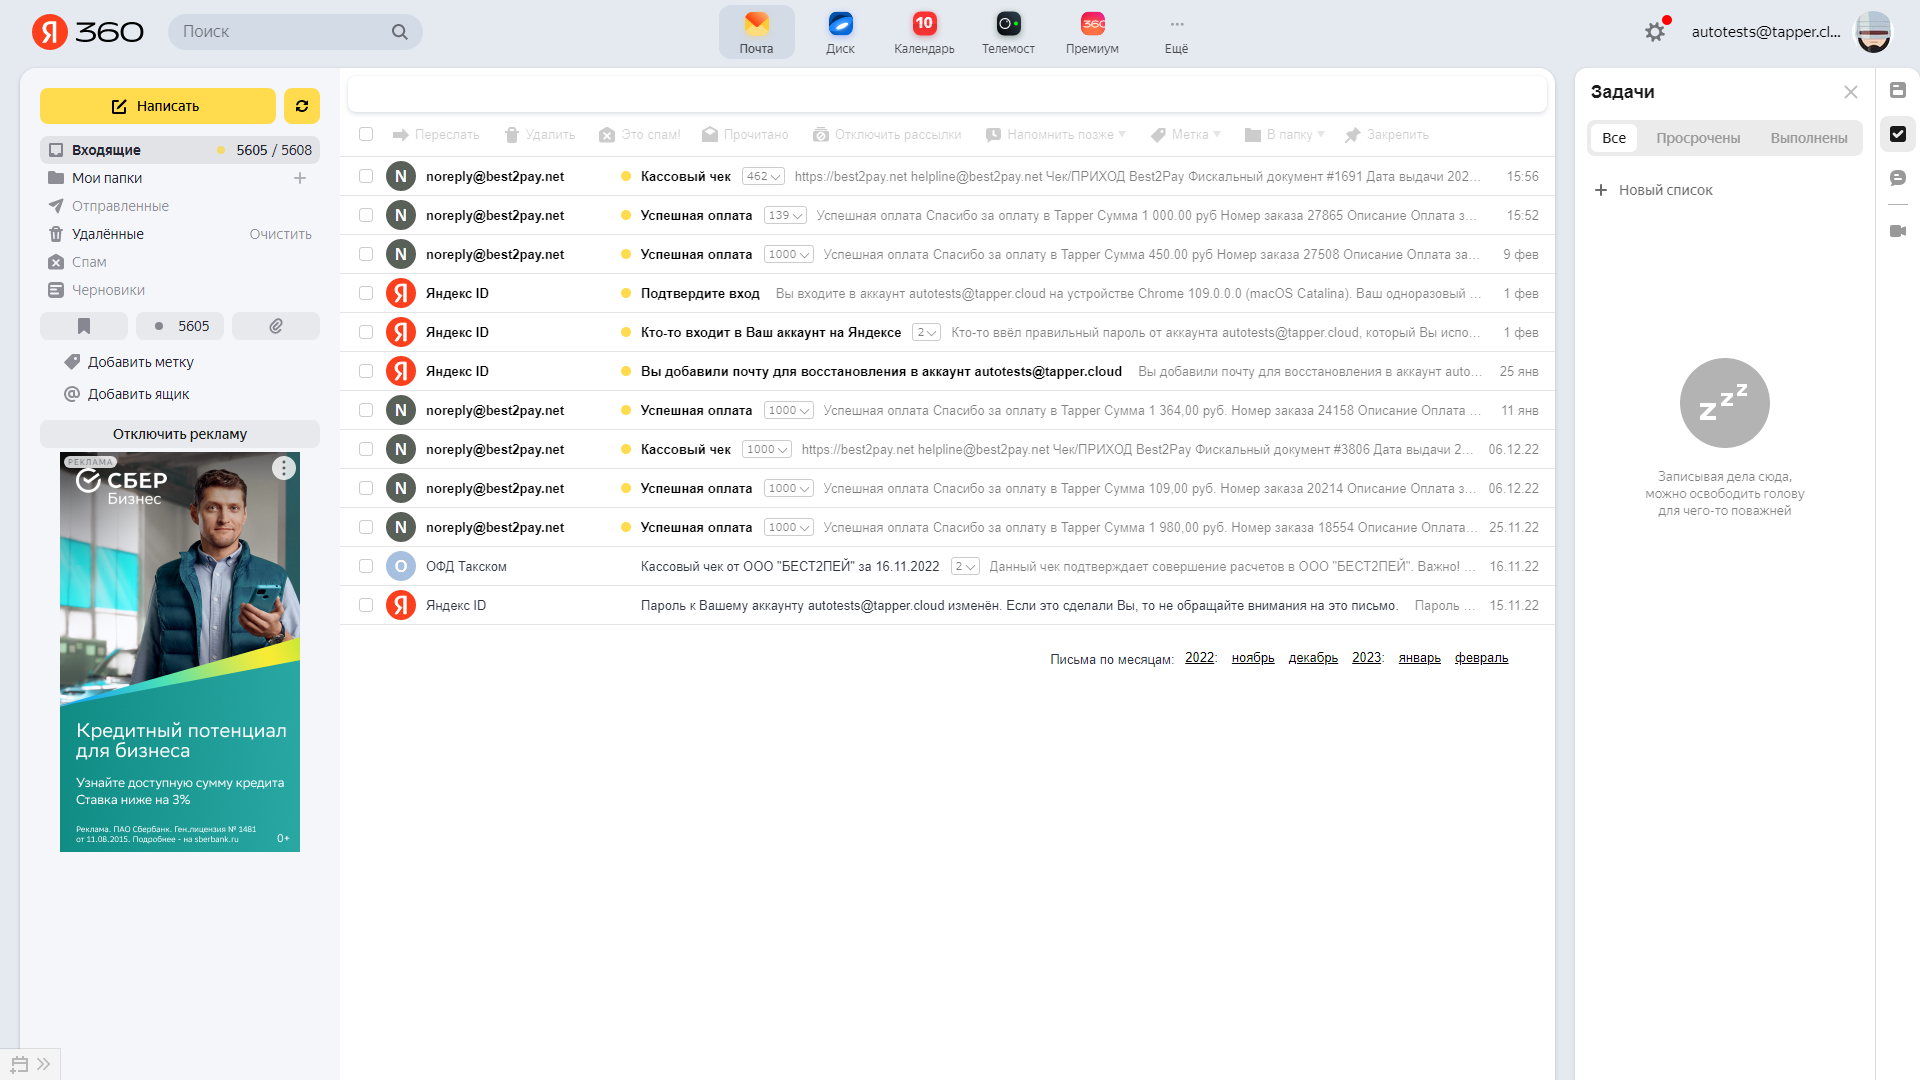 Я 360
Поиск
Почта
Диск
10
Календарь
Телемост
360
Премиум
Ещё
autotests@tapper.cl...
Написать
Входящие 5605 / 5608
Мои папки
Отправленные
Удалённые Очистить
Спам
Черновики
5605
Добавить метку
Добавить ящик
Отключить рекламу
РЕКЛАМА
СБЕР
Бизнес
Кредитный потенциал
для бизнеса
Узнайте доступную сумму кредита
Ставка ниже на 3%
Реклама. ПАО Сбербанк. Ген.лицензия № 1481
от 11.08.2015. Подробнее - на sberbank.ru 0+
Переслать Удалить Это спам! Прочитано Отключить рассылки Напомнить позже Метка В папку Закрепить
N noreply@best2pay.net Кассовый чек 462 https://best2pay.net helpline@best2pay.net Чек/ПРИХОД Best2Pay Фискальный документ #1691 Дата выдачи 202... 15:56
N noreply@best2pay.net Успешная оплата 139 Успешная оплата Спасибо за оплату в Tapper Сумма 1 000.00 руб Номер заказа 27865 Описание Оплата з... 15:52
N noreply@best2pay.net Успешная оплата 1000 Успешная оплата Спасибо за оплату в Tapper Сумма 450.00 руб Номер заказа 27508 Описание Оплата за... 9 фев
Я Яндекс ID Подтвердите вход Вы входите в аккаунт autotests@tapper.cloud на устройстве Chrome 109.0.0.0 (macOS Catalina). Ваш одноразовый ... 1 фев
Я Яндекс ID Кто-то входит в Ваш аккаунт на Яндексе 2 Кто-то ввёл правильный пароль от аккаунта autotests@tapper.cloud, который Вы испо... 1 фев
Я Яндекс ID Вы добавили почту для восстановления в аккаунт autotests@tapper.cloud Вы добавили почту для восстановления в аккаунт auto... 25 янв
N noreply@best2pay.net Успешная оплата 1000 Успешная оплата Спасибо за оплату в Tapper Сумма 1 364,00 руб. Номер заказа 24158 Описание Оплата ... 11 янв
N noreply@best2pay.net Кассовый чек 1000 https://best2pay.net helpline@best2pay.net Чек/ПРИХОД Best2Pay Фискальный документ #3806 Дата выдачи 2... 06.12.22
N noreply@best2pay.net Успешная оплата 1000 Успешная оплата Спасибо за оплату в Tapper Сумма 109,00 руб. Номер заказа 20214 Описание Оплата з... 06.12.22
N noreply@best2pay.net Успешная оплата 1000 Успешная оплата Спасибо за оплату в Tapper Сумма 1 980,00 руб. Номер заказа 18554 Описание Оплата... 25.11.22
О ОФД Такском Кассовый чек от ООО "БЕСТ2ПЕЙ" за 16.11.2022 2 Данный чек подтверждает совершение расчетов в ООО "БЕСТ2ПЕЙ". Важно! ... 16.11.22
Я Яндекс ID Пароль к Вашему аккаунту autotests@tapper.cloud изменён. Если это сделали Вы, то не обращайте внимания на это письмо. Пароль ... 15.11.22
Письма по месяцам: 2022: ноябрь декабрь 2023: январь февраль
Задачи
Все Просрочены Выполнены
Новый список
z z z
Записывая дела сюда,
можно освободить голову
для чего-то поважней